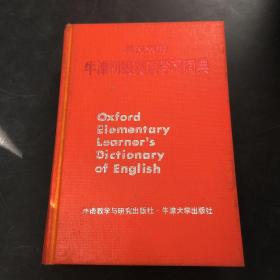 牛津初级英语学习词典
Oxford
Elementary
Learner's
Dictionary
of English
外语教学与研究出版社·牛津大学出版社